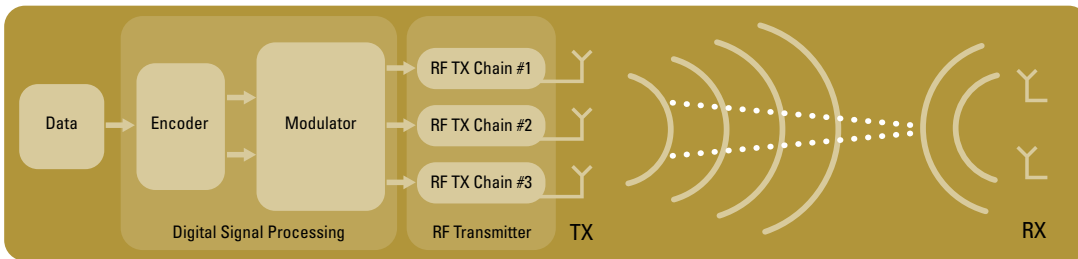 Data
Encoder
Modulator
RF TX Chain #1
RF TX Chain #2
RF TX Chain #3
Digital Signal Processing
RF Transmitter
TX
RX